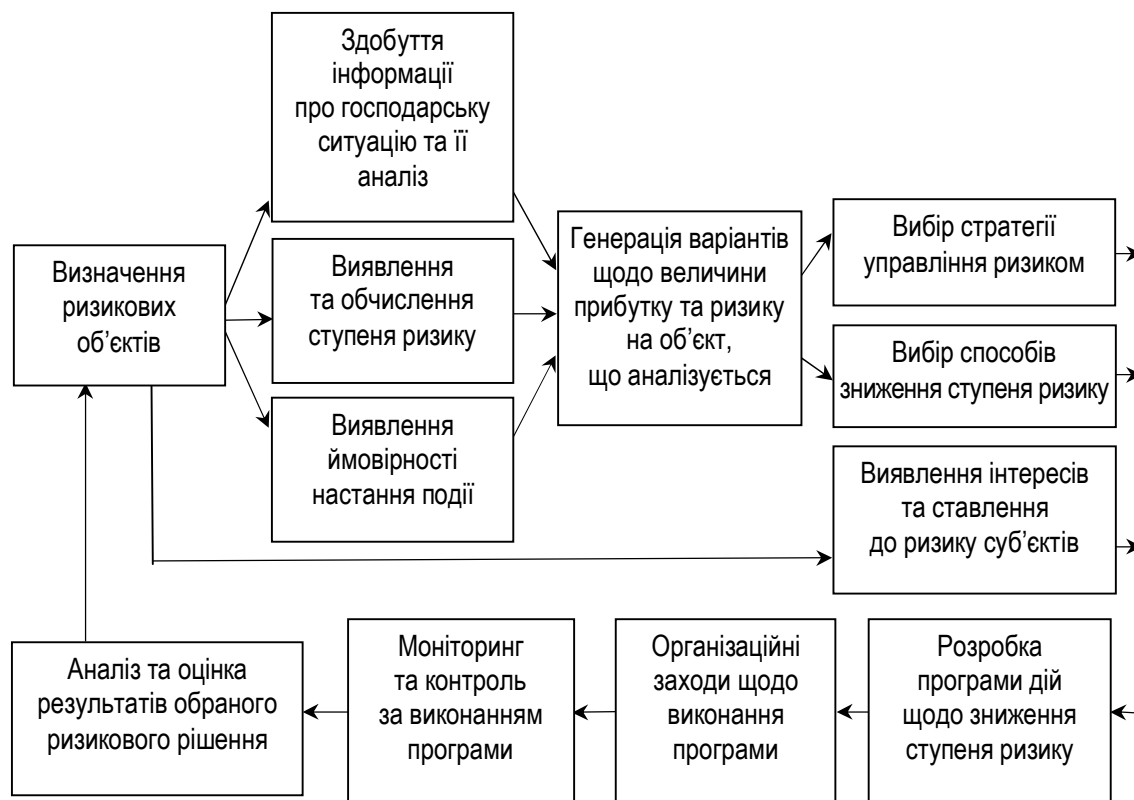 Здобуття
інформації
про господарську
ситуацію та її
аналіз
Визначення
ризикових
об’єктів
Виявлення
та обчислення
ступеня ризику
Виявлення
ймовірності
настання події
Генерація варіантів
щодо величини
прибутку та ризику
на об’єкт,
що аналізується
Вибір стратегії
управління ризиком
Вибір способів
зниження ступеня ризику
Виявлення інтересів
та ставлення
до ризику суб’єктів
Аналіз та оцінка
результатів обраного
ризикового рішення
Моніторинг
та контроль
за виконанням
програми
Організаційні
заходи щодо
виконання
програми
Розробка
програми дій
щодо зниження
ступеня ризику